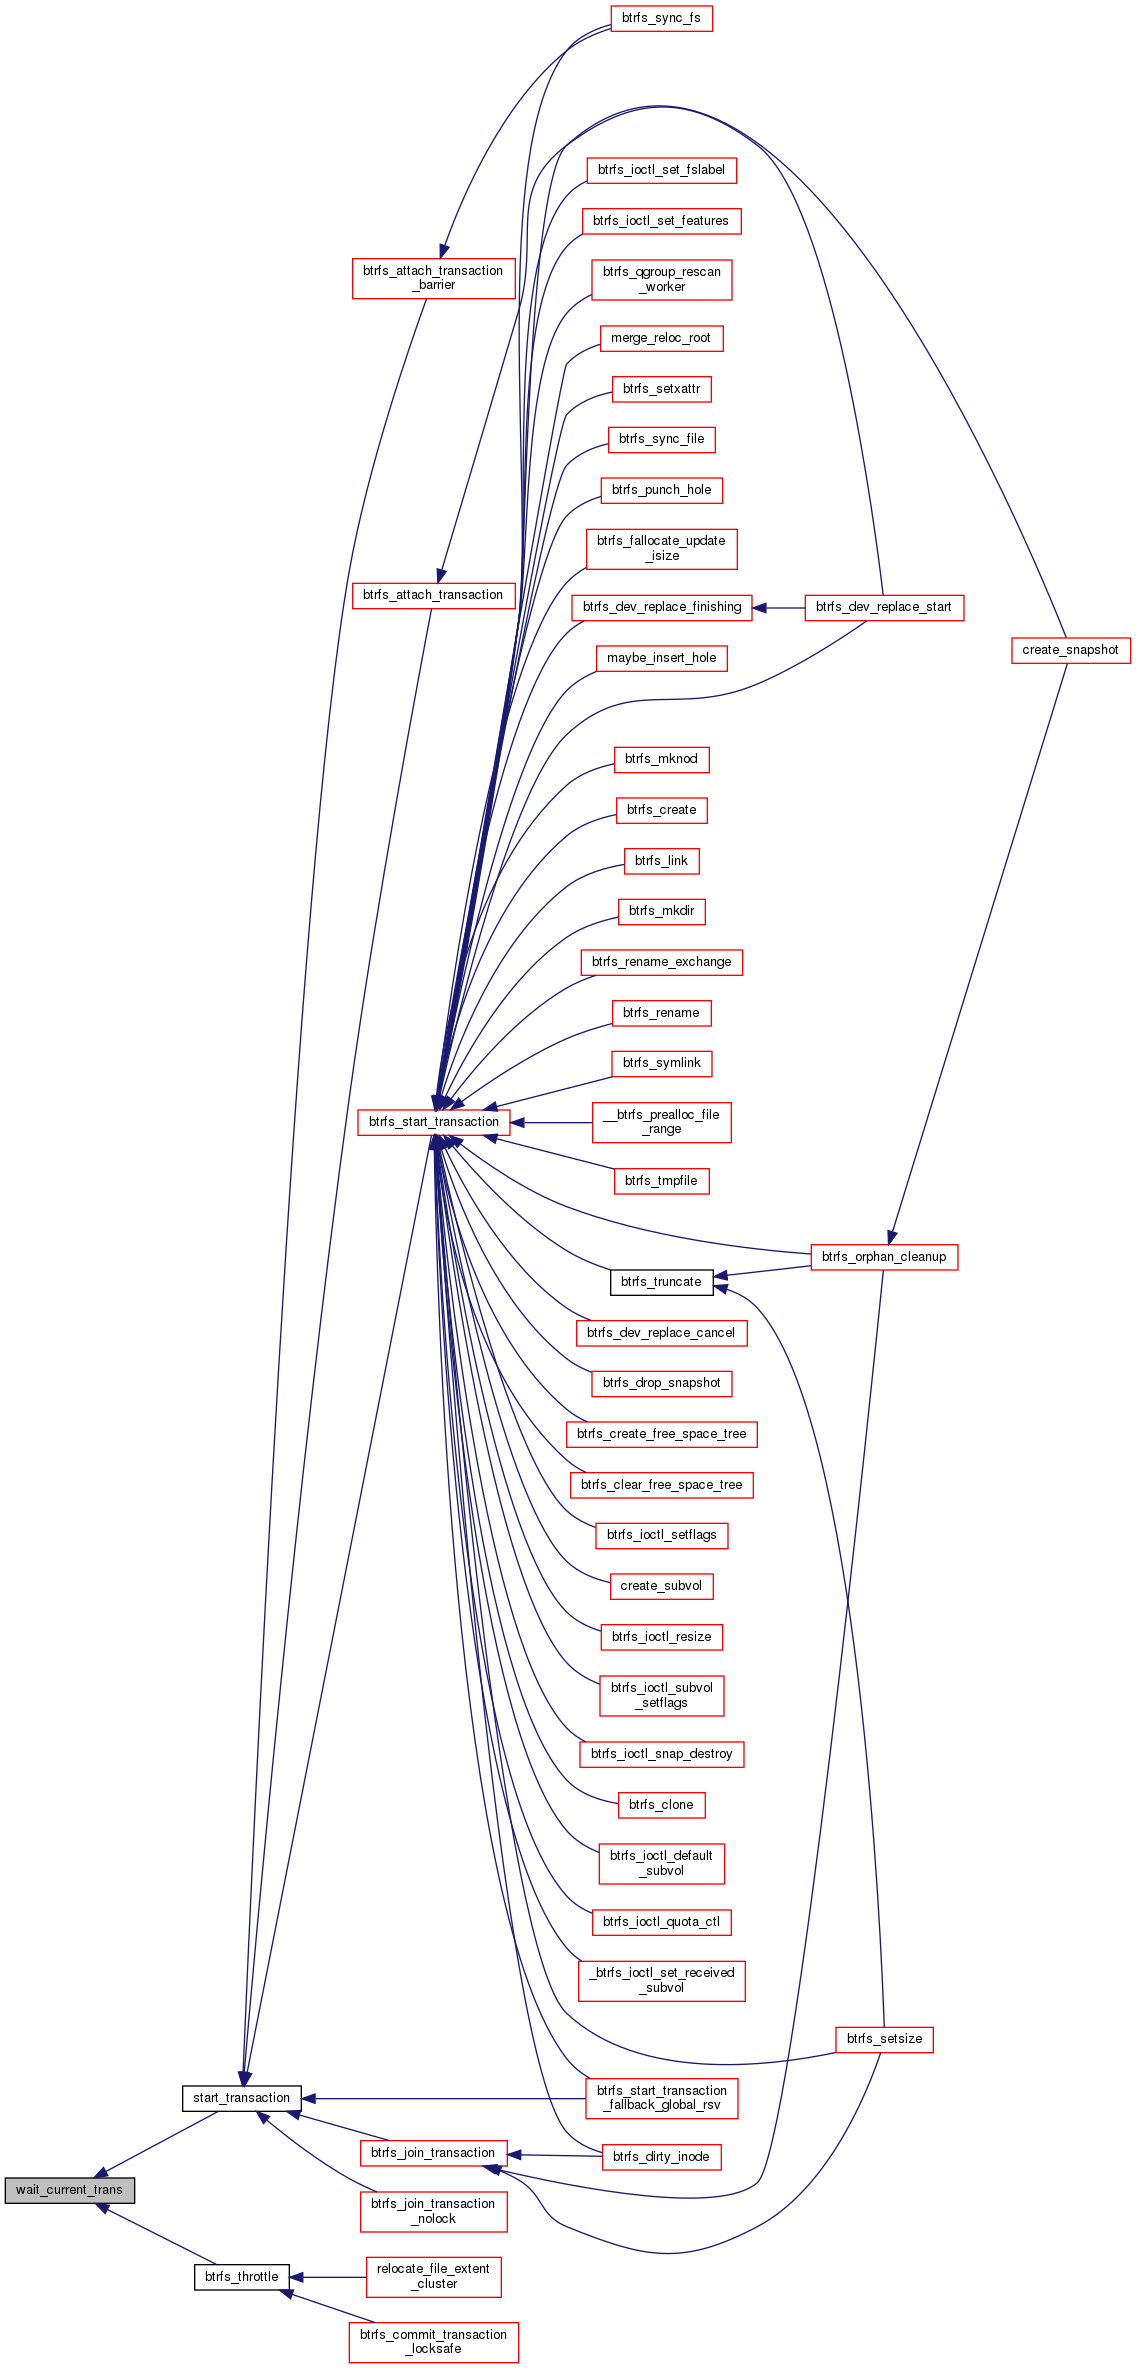 btrfs_sync_fs
btrfs_ioctl_set_fslabel
btrfs_ioctl_set_features
btrfs_attach_transaction
_barrier
btrfs_qgroup_rescan
_worker
merge_reloc_root
btrfs_setxattr
btrfs_sync_file
btrfs_punch_hole
btrfs_fallocate_update
_isize
btrfs_attach_transaction
btrfs_dev_replace_finishing
btrfs_dev_replace_start
create_snapshot
maybe_insert_hole
btrfs_mknod
btrfs_create
btrfs_link
btrfs_mkdir
btrfs_rename_exchange
btrfs_rename
btrfs_symlink
btrfs_start_transaction
__btrfs_prealloc_file
_range
btrfs_tmpfile
btrfs_orphan_cleanup
btrfs_truncate
btrfs_dev_replace_cancel
btrfs_drop_snapshot
btrfs_create_free_space_tree
btrfs_clear_free_space_tree
btrfs_ioctl_setflags
create_subvol
btrfs_ioctl_resize
btrfs_ioctl_subvol
_setflags
btrfs_ioctl_snap_destroy
btrfs_clone
btrfs_ioctl_default
_subvol
btrfs_ioctl_quota_ctl
_btrfs_ioctl_set_received
_subvol
btrfs_setsize
start_transaction
btrfs_start_transaction
_fallback_global_rsv
btrfs_join_transaction
btrfs_dirty_inode
wait_current_trans
btrfs_join_transaction
_nolock
btrfs_throttle
relocate_file_extent
_cluster
btrfs_commit_transaction
_locksafe